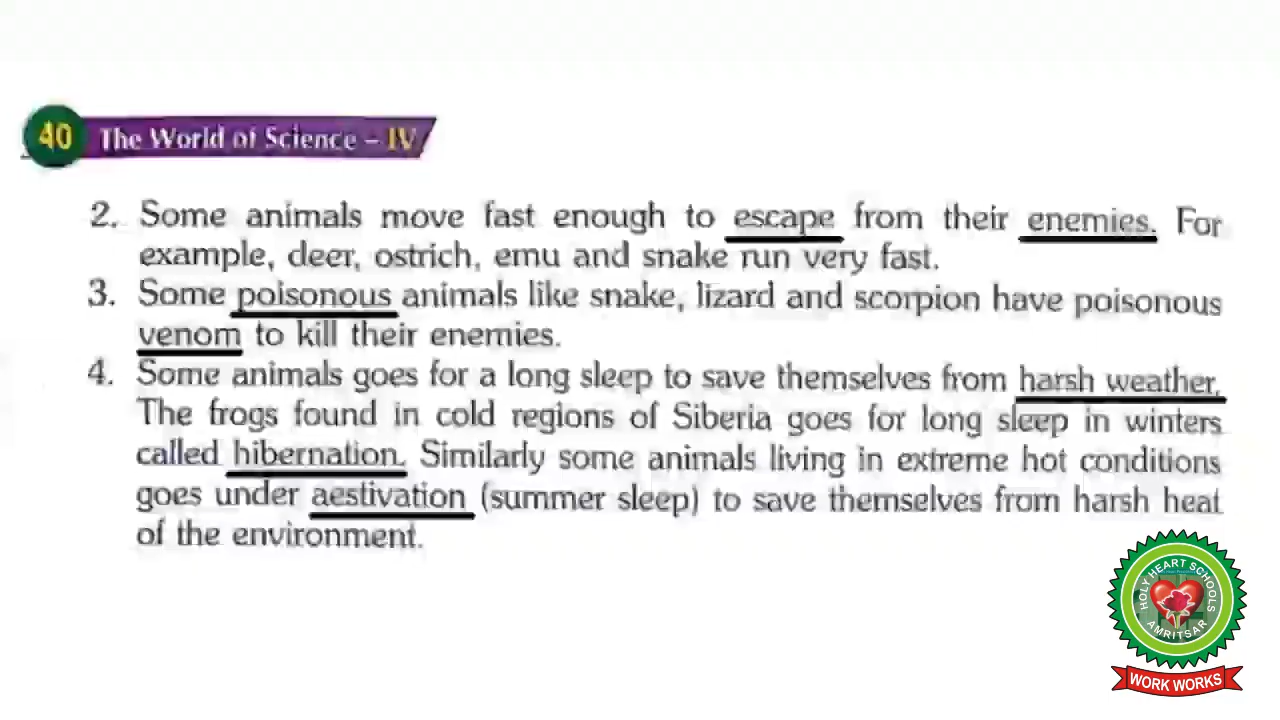 40 The World of Science – IV
2. Some animals move fast enough to escape from their enemies. For
example, deer, ostrich, emu and snake run very fast.
3. Some poisonous animals like snake, lizard and scorpion have poisonous
venom to kill their enemies.
4. Some animals goes for a long sleep to save themselves from harsh weather.
The frogs found in cold regions of Siberia goes for long sleep in winters
called hibernation. Similarly some animals living in extreme hot conditions
goes under aestivation (summer sleep) to save themselves from harsh heat
of the environment.
HOLY HEART SCHOOLS
AMRITSAR
WORK WORKS